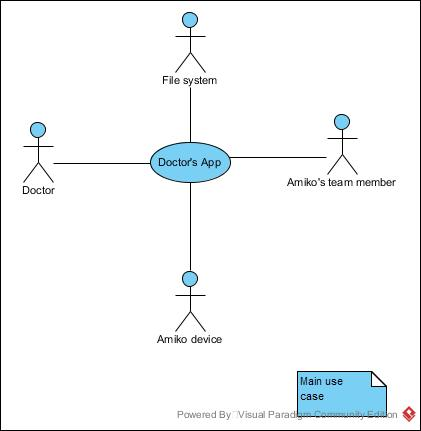 File system
Doctor's App
Doctor
Amiko's team member
Amiko device
Main use
case
Powered By Visual Paradigm Community Edition